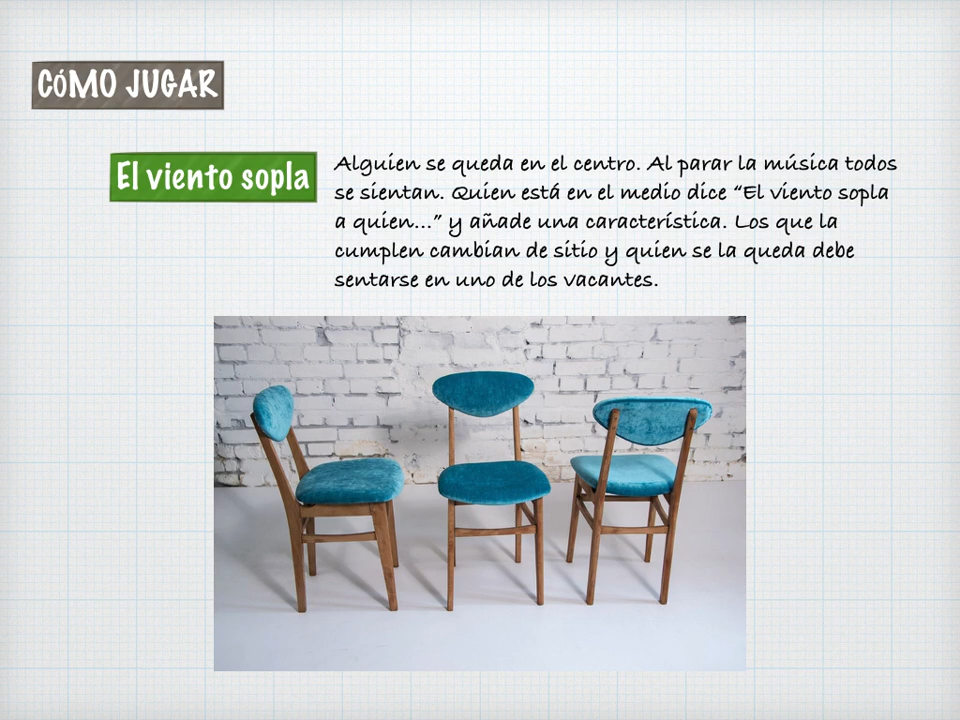 CÓMO JUGAR
El viento sopla
Alguien se queda en el centro. Al parar la música todos
se sientan. Quien está en el medio dice “El viento sopla
a quien...” y añade una característica. Los que la
cumplen cambian de sitio y quien se la queda debe
sentarse en uno de los vacantes.